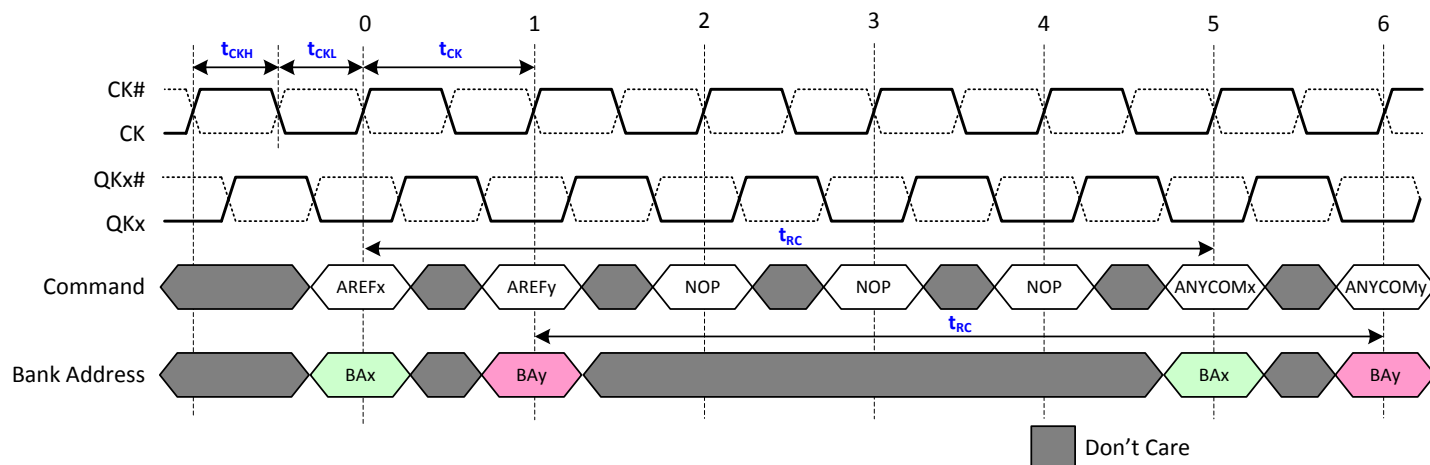 0 1 2 3 4 5 6
tCKH tCKL tCK
CK#
CK
QKx#
QKx
tRC
Command AREFx AREFy NOP NOP NOP ANYCOMx ANYCOMy
tRC
Bank Address BAx BAy BAx BAy
Don't Care